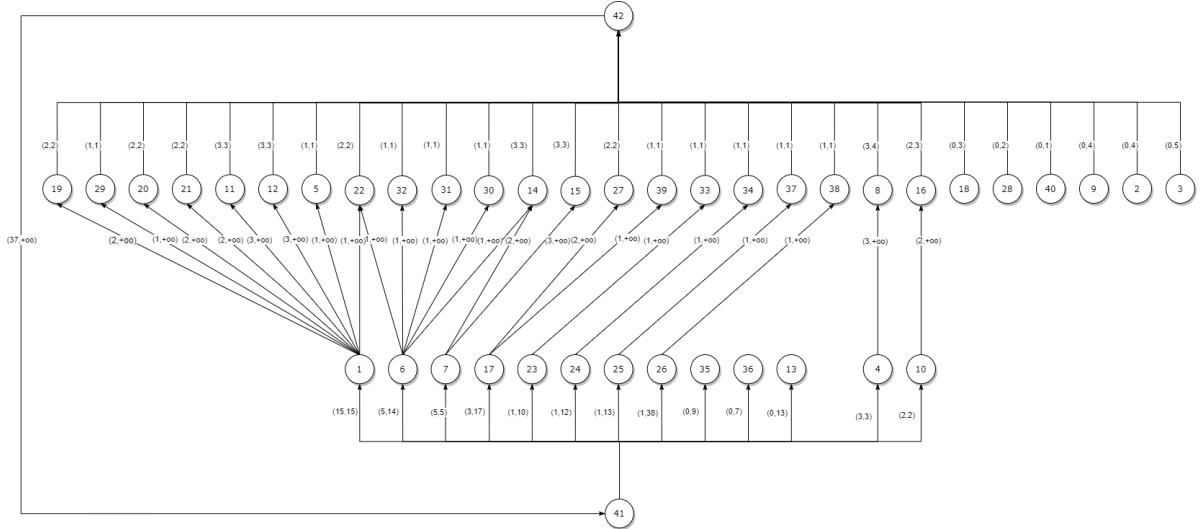 42
(2,2) (1,1) (2,2) (2,2) (3,3) (3,3) (1,1) (2,2) (1,1) (1,1) (1,1) (3,3) (3,3) (2,2) (1,1) (1,1) (1,1) (1,1) (1,1) (3,4) (2,3) (0,3) (0,2) (0,1) (0,4) (0,4) (0,5)
19 29 20 21 11 12 5 22 32 31 30 14 15 27 39 33 34 37 38 8 16 18 28 40 9 2 3
(37,+oo) (2,+oo) (1,+oo) (2,+oo) (2,+oo) (3,+oo) (3,+oo) (1,+oo) (1,+oo) (1,+oo) (1,+oo) (1,+oo) (1,+oo) (1,+oo) (2,+oo) (3,+oo) (2,+oo) (1,+oo) (1,+oo) (1,+oo) (1,+oo) (1,+oo) (3,+oo) (2,+oo)
1 6 7 17 23 24 25 26 35 36 13 4 10
(15,15) (5,14) (5,5) (3,17) (1,10) (1,12) (1,13) (1,38) (0,9) (0,7) (0,13) (3,3) (2,2)
41